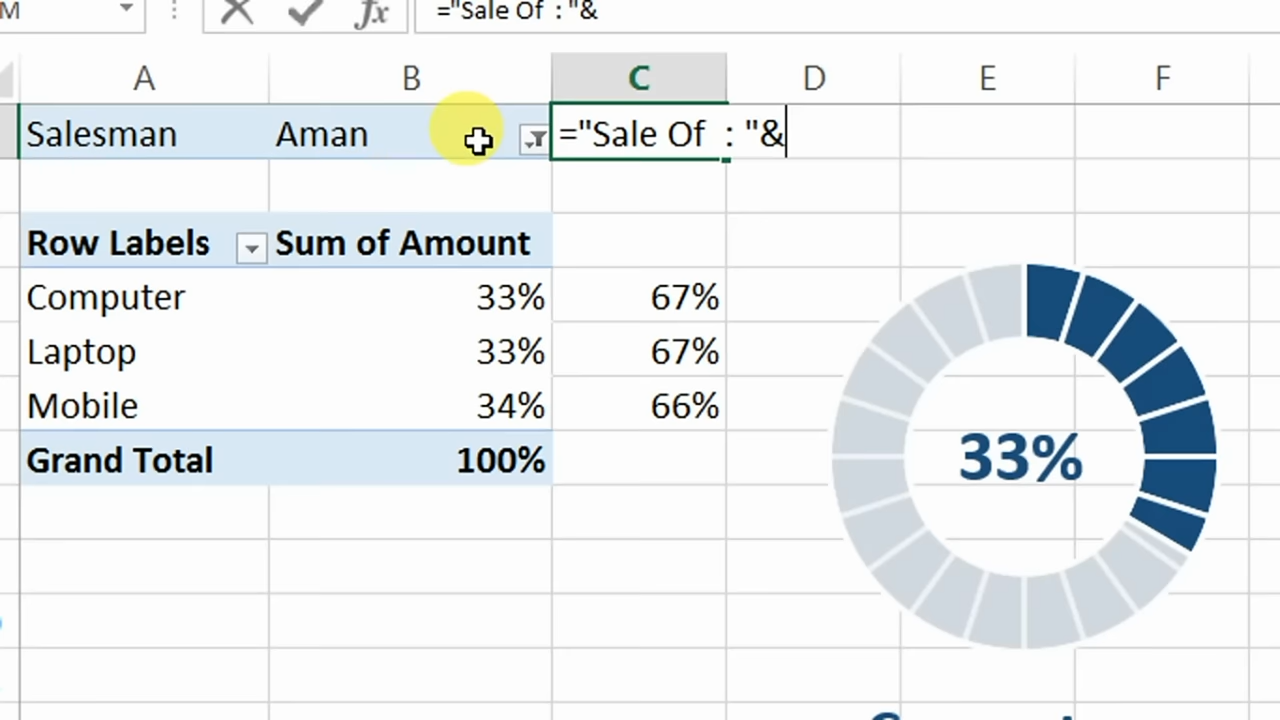 M fx ="Sale Of  : "&
A B C D E F
Salesman Aman ="Sale Of  : "&
Row Labels Sum of Amount
Computer 33% 67%
Laptop 33% 67%
Mobile 34% 66%
Grand Total 100%
33%